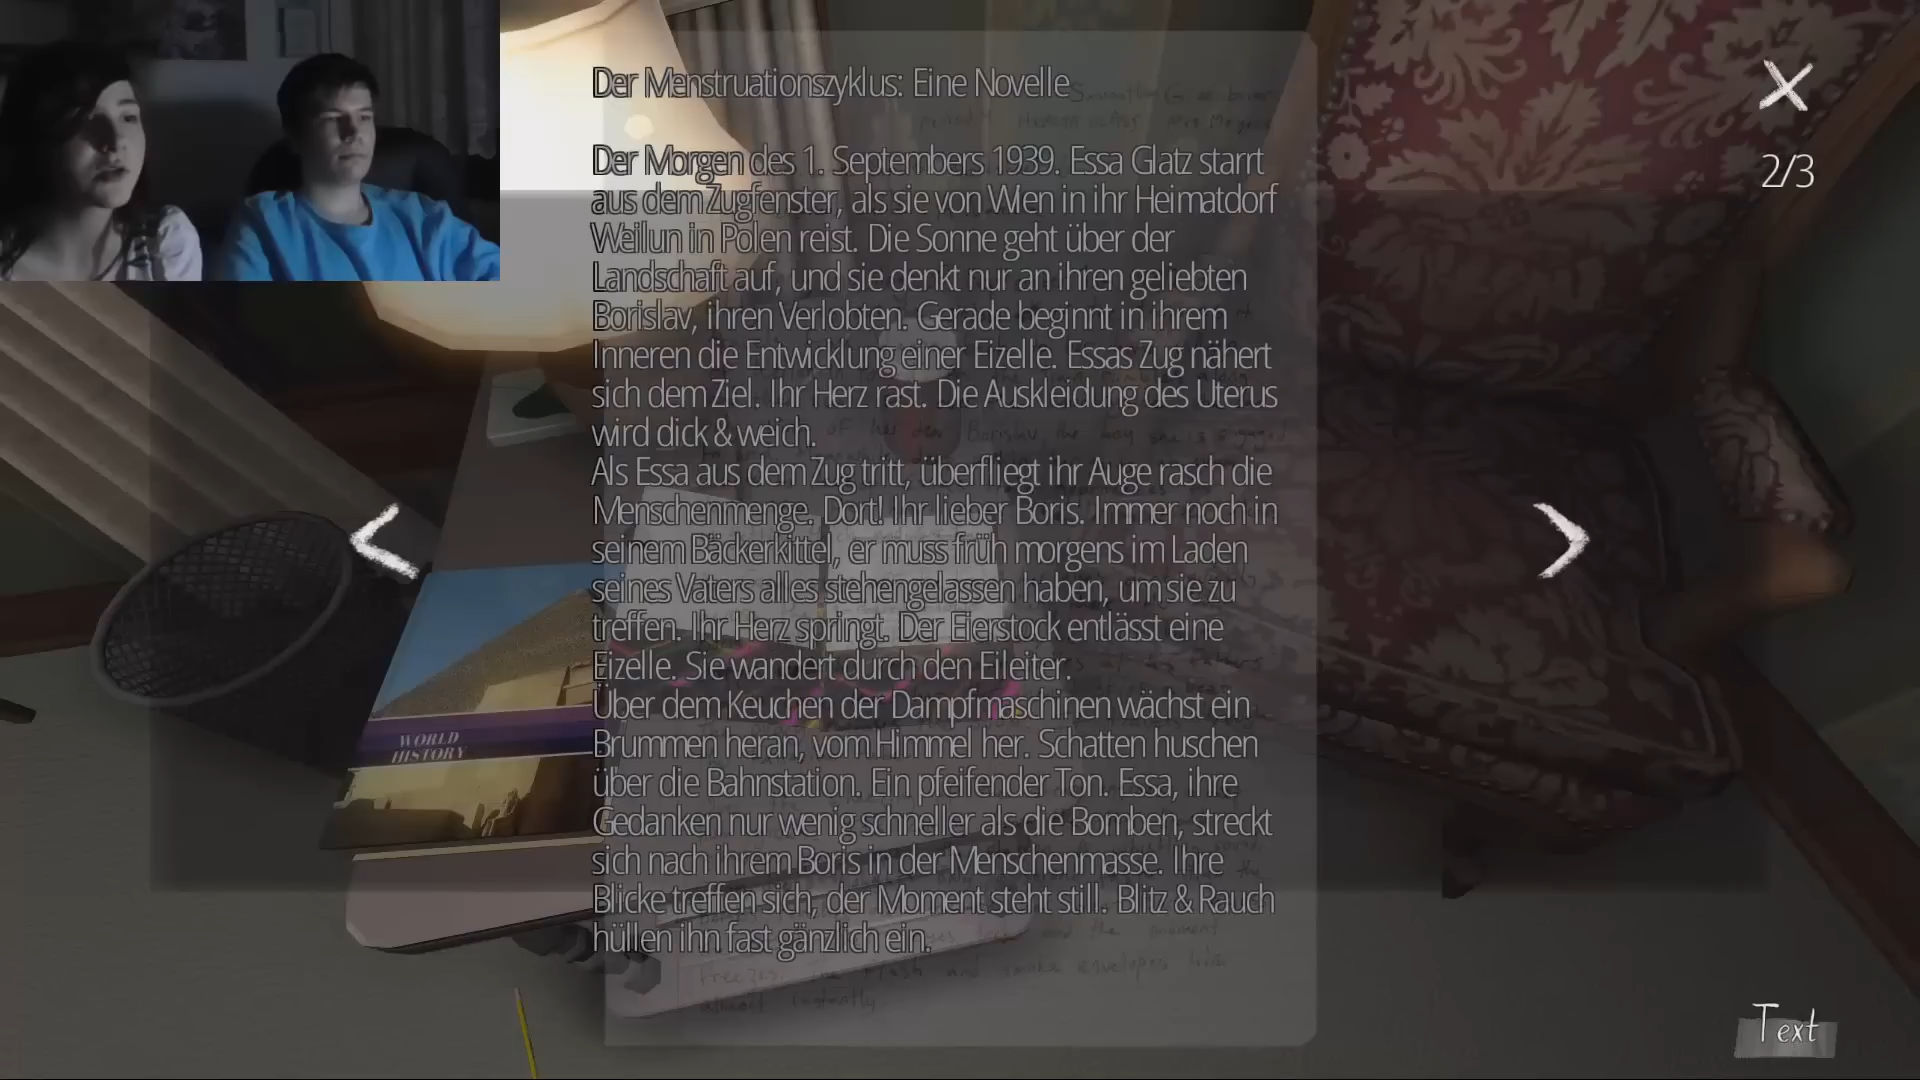 Der Menstruationszyklus: Eine Novelle
Der Morgen des 1. Septembers 1939. Essa Glatz starrt
aus dem Zugfenster, als sie von Wien in ihr Heimatdorf
Weilun in Polen reist. Die Sonne geht über der
Landschaft auf, und sie denkt nur an ihren geliebten
Borislav, ihren Verlobten. Gerade beginnt in ihrem
Inneren die Entwicklung einer Eizelle. Essas Zug nähert
sich dem Ziel. Ihr Herz rast. Die Auskleidung des Uterus
wird dick & weich.
Als Essa aus dem Zug tritt, überfliegt ihr Auge rasch die
Menschenmenge. Dort! Ihr lieber Boris. Immer noch in
seinem Bäckerkittel, er muss früh morgens im Laden
seines Vaters alles stehengelassen haben, um sie zu
treffen. Ihr Herz springt. Der Eierstock entlässt eine
Eizelle. Sie wandert durch den Eileiter.
Über dem Keuchen der Dampfmaschinen wächst ein
Brummen heran, vom Himmel her. Schatten huschen
über die Bahnstation. Ein pfeifender Ton. Essa, ihre
Gedanken nur wenig schneller als die Bomben, streckt
sich nach ihrem Boris in der Menschenmasse. Ihre
Blicke treffen sich, der Moment steht still. Blitz & Rauch
hüllen ihn fast gänzlich ein.
2/3
WORLD
HISTORY
Text